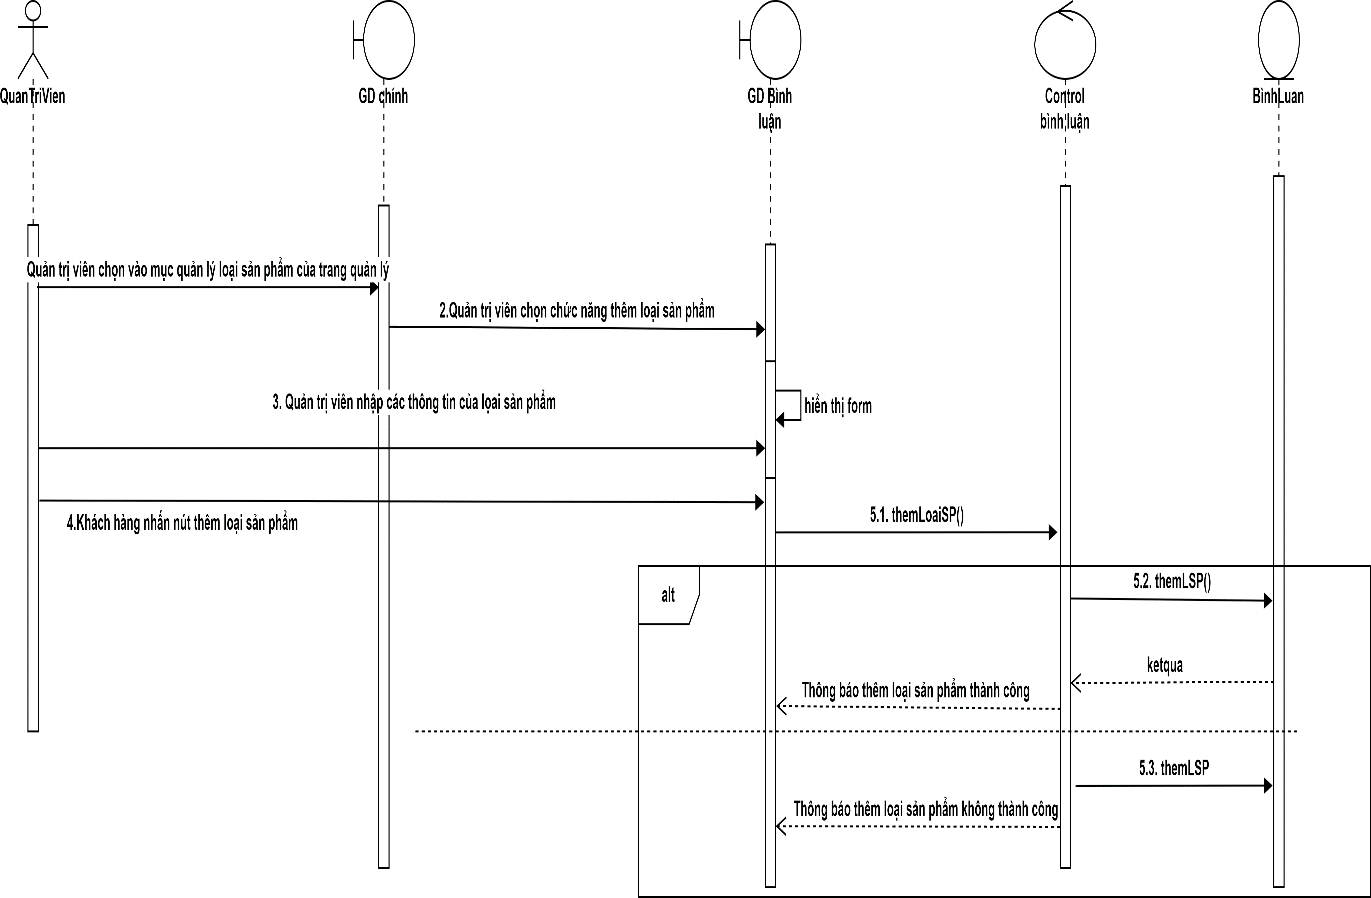 QuanTriVien
GD chính
GD Bình
luận
Control
bình luận
BinhLuan
Quản trị viên chọn vào mục quản lý loại sản phẩm của trang quản lý
2.Quản trị viên chọn chức năng thêm loại sản phẩm
3. Quản trị viên nhập các thông tin của lọai sản phẩm
hiển thị form
4.Khách hàng nhấn nút thêm loại sản phẩm
5.1. themLoaiSP()
alt
5.2. themLSP()
ketqua
Thông báo thêm loại sản phẩm thành công
5.3. themLSP
Thông báo thêm loại sản phẩm không thành công